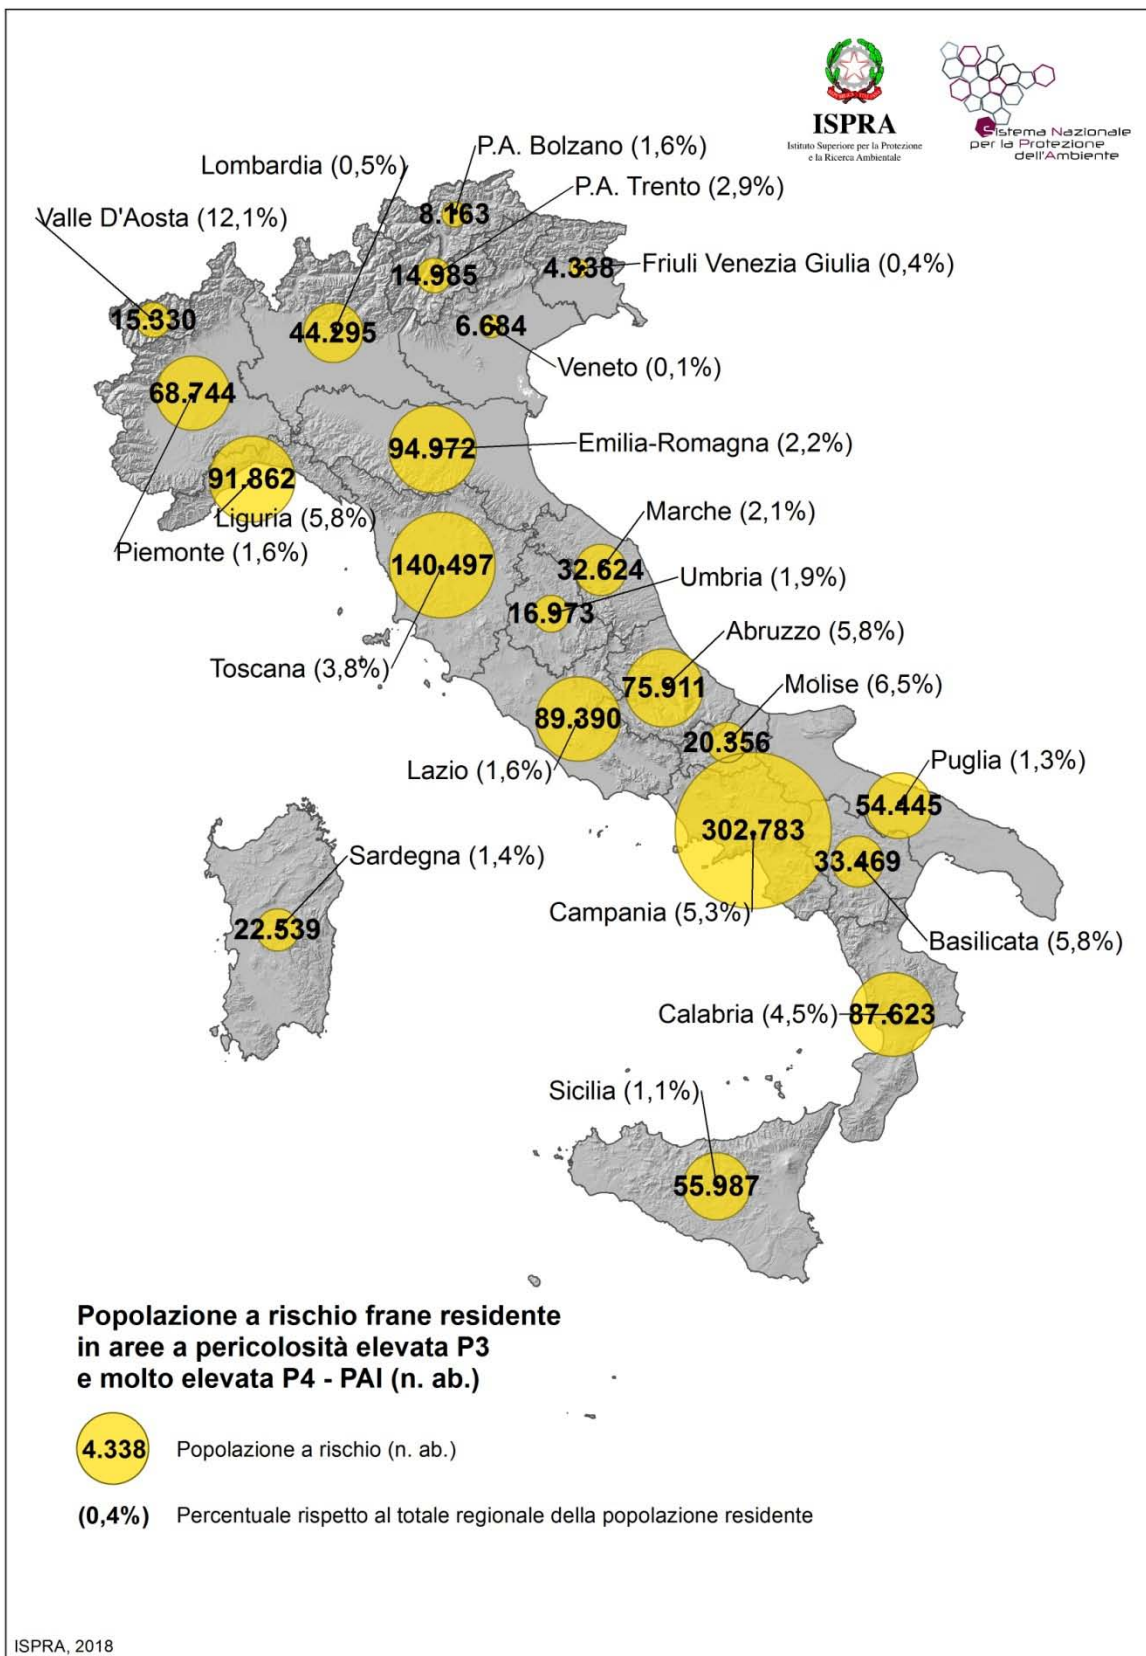 ISPRA
Istituto Superiore per la Protezione
e la Ricerca Ambientale
Sistema Nazionale
per la Protezione
dell'Ambiente
P.A. Bolzano (1,6%)
Lombardia (0,5%)
P.A. Trento (2,9%)
Valle D'Aosta (12,1%)
8.163
14.985
4.338
Friuli Venezia Giulia (0,4%)
15.330
44.295
6.684
Veneto (0,1%)
68.744
94.972
Emilia-Romagna (2,2%)
91.862
Marche (2,1%)
Liguria (5,8%)
Piemonte (1,6%)
140.497
32.624
Umbria (1,9%)
16.973
Abruzzo (5,8%)
Toscana (3,8%)
75.911
Molise (6,5%)
89.390
20.356
Lazio (1,6%)
Puglia (1,3%)
54.445
302.783
Sardegna (1,4%)
33.469
Campania (5,3%)
22.539
Basilicata (5,8%)
Calabria (4,5%)
87.623
Sicilia (1,1%)
55.987
Popolazione a rischio frane residente
in aree a pericolosità elevata P3
e molto elevata P4 - PAI (n. ab.)
4.338 Popolazione a rischio (n. ab.)
(0,4%) Percentuale rispetto al totale regionale della popolazione residente
ISPRA, 2018